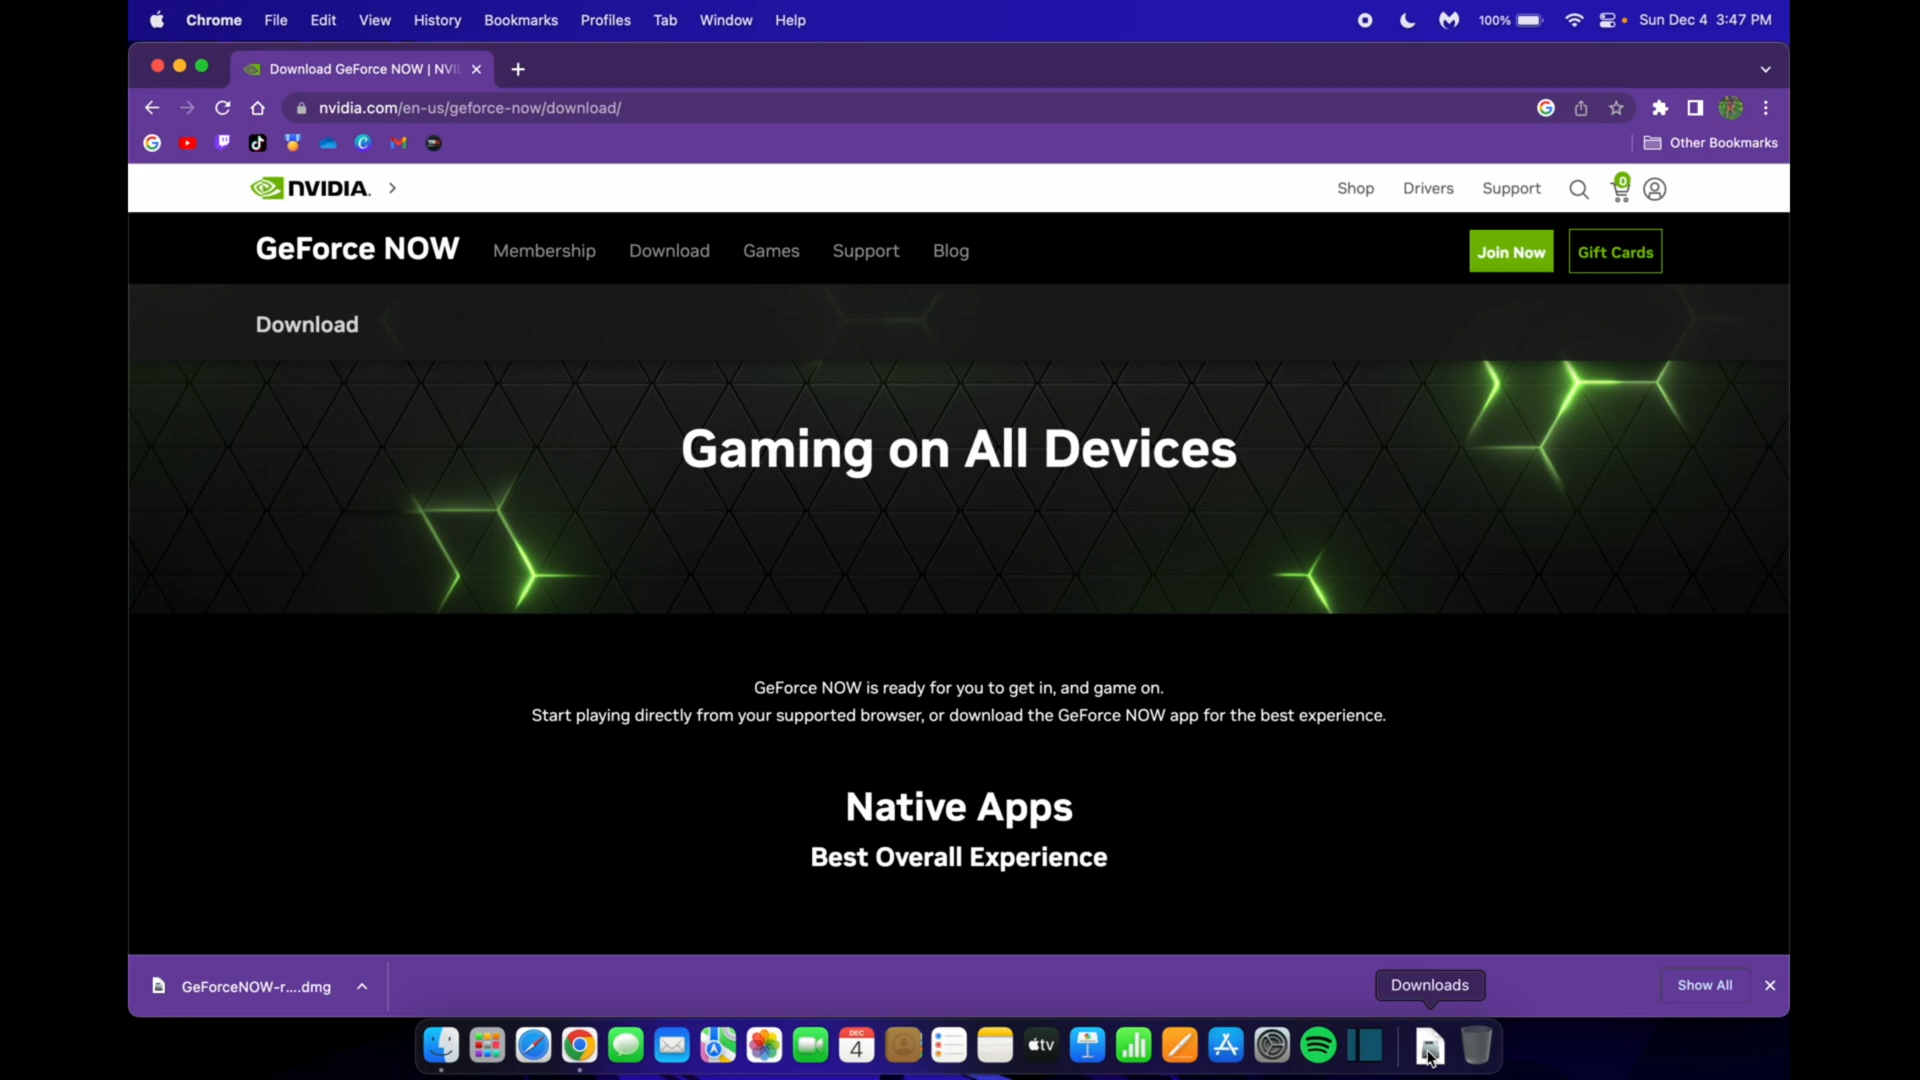 Chrome File Edit View History Bookmarks Profiles Tab Window Help 100% Sun Dec 4 3:47 PM
Download GeForce NOW | NVI
nvidia.com/en-us/geforce-now/download/
Other Bookmarks
NVIDIA. Shop Drivers Support 0
GeForce NOW Membership Download Games Support Blog Join Now Gift Cards
Download
Gaming on All Devices
GeForce NOW is ready for you to get in, and game on.
Start playing directly from your supported browser, or download the GeForce NOW app for the best experience.
Native Apps
Best Overall Experience
GeForceNOW-r....dmg Downloads Show All
DEC
4 tv